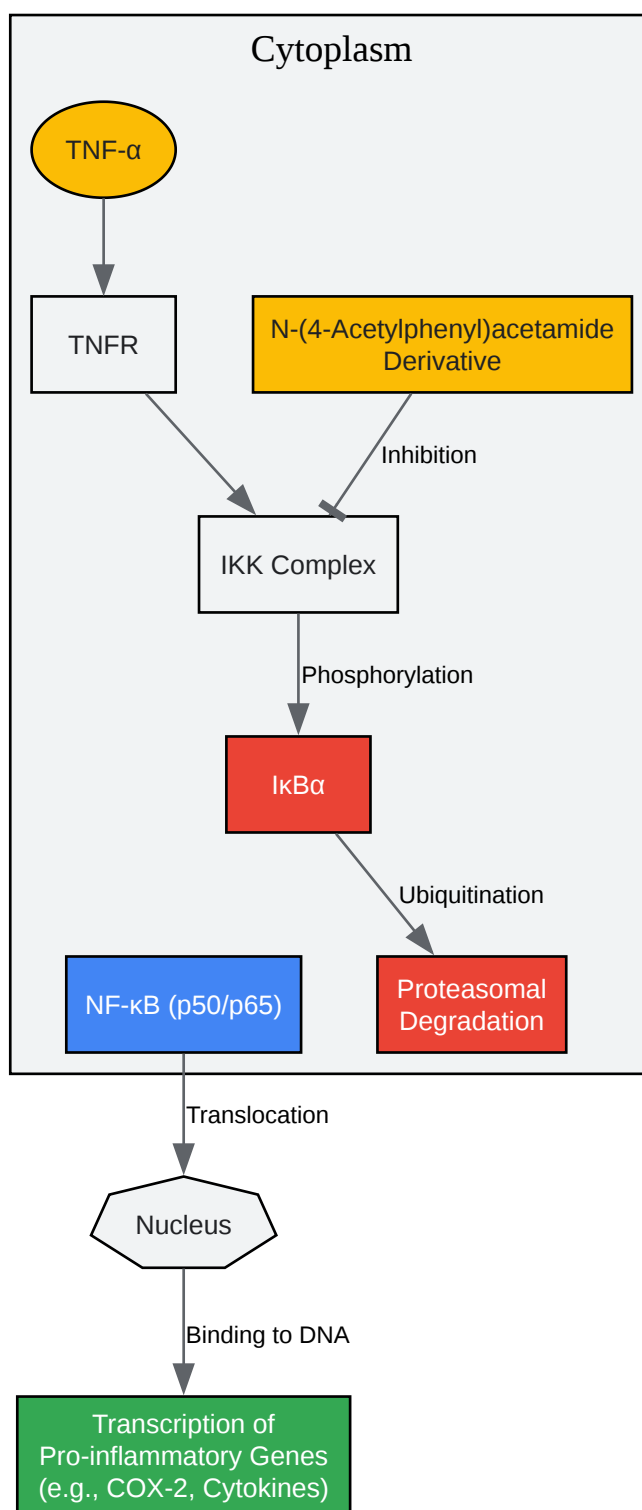 Cytoplasm
TNF-α
TNFR
N-(4-Acetylphenyl)acetamide
Derivative
Inhibition
IKK Complex
Phosphorylation
IκBα
Ubiquitination
NF-κB (p50/p65)
Proteasomal
Degradation
Translocation
Nucleus
Binding to DNA
Transcription of
Pro-inflammatory Genes
(e.g., COX-2, Cytokines)